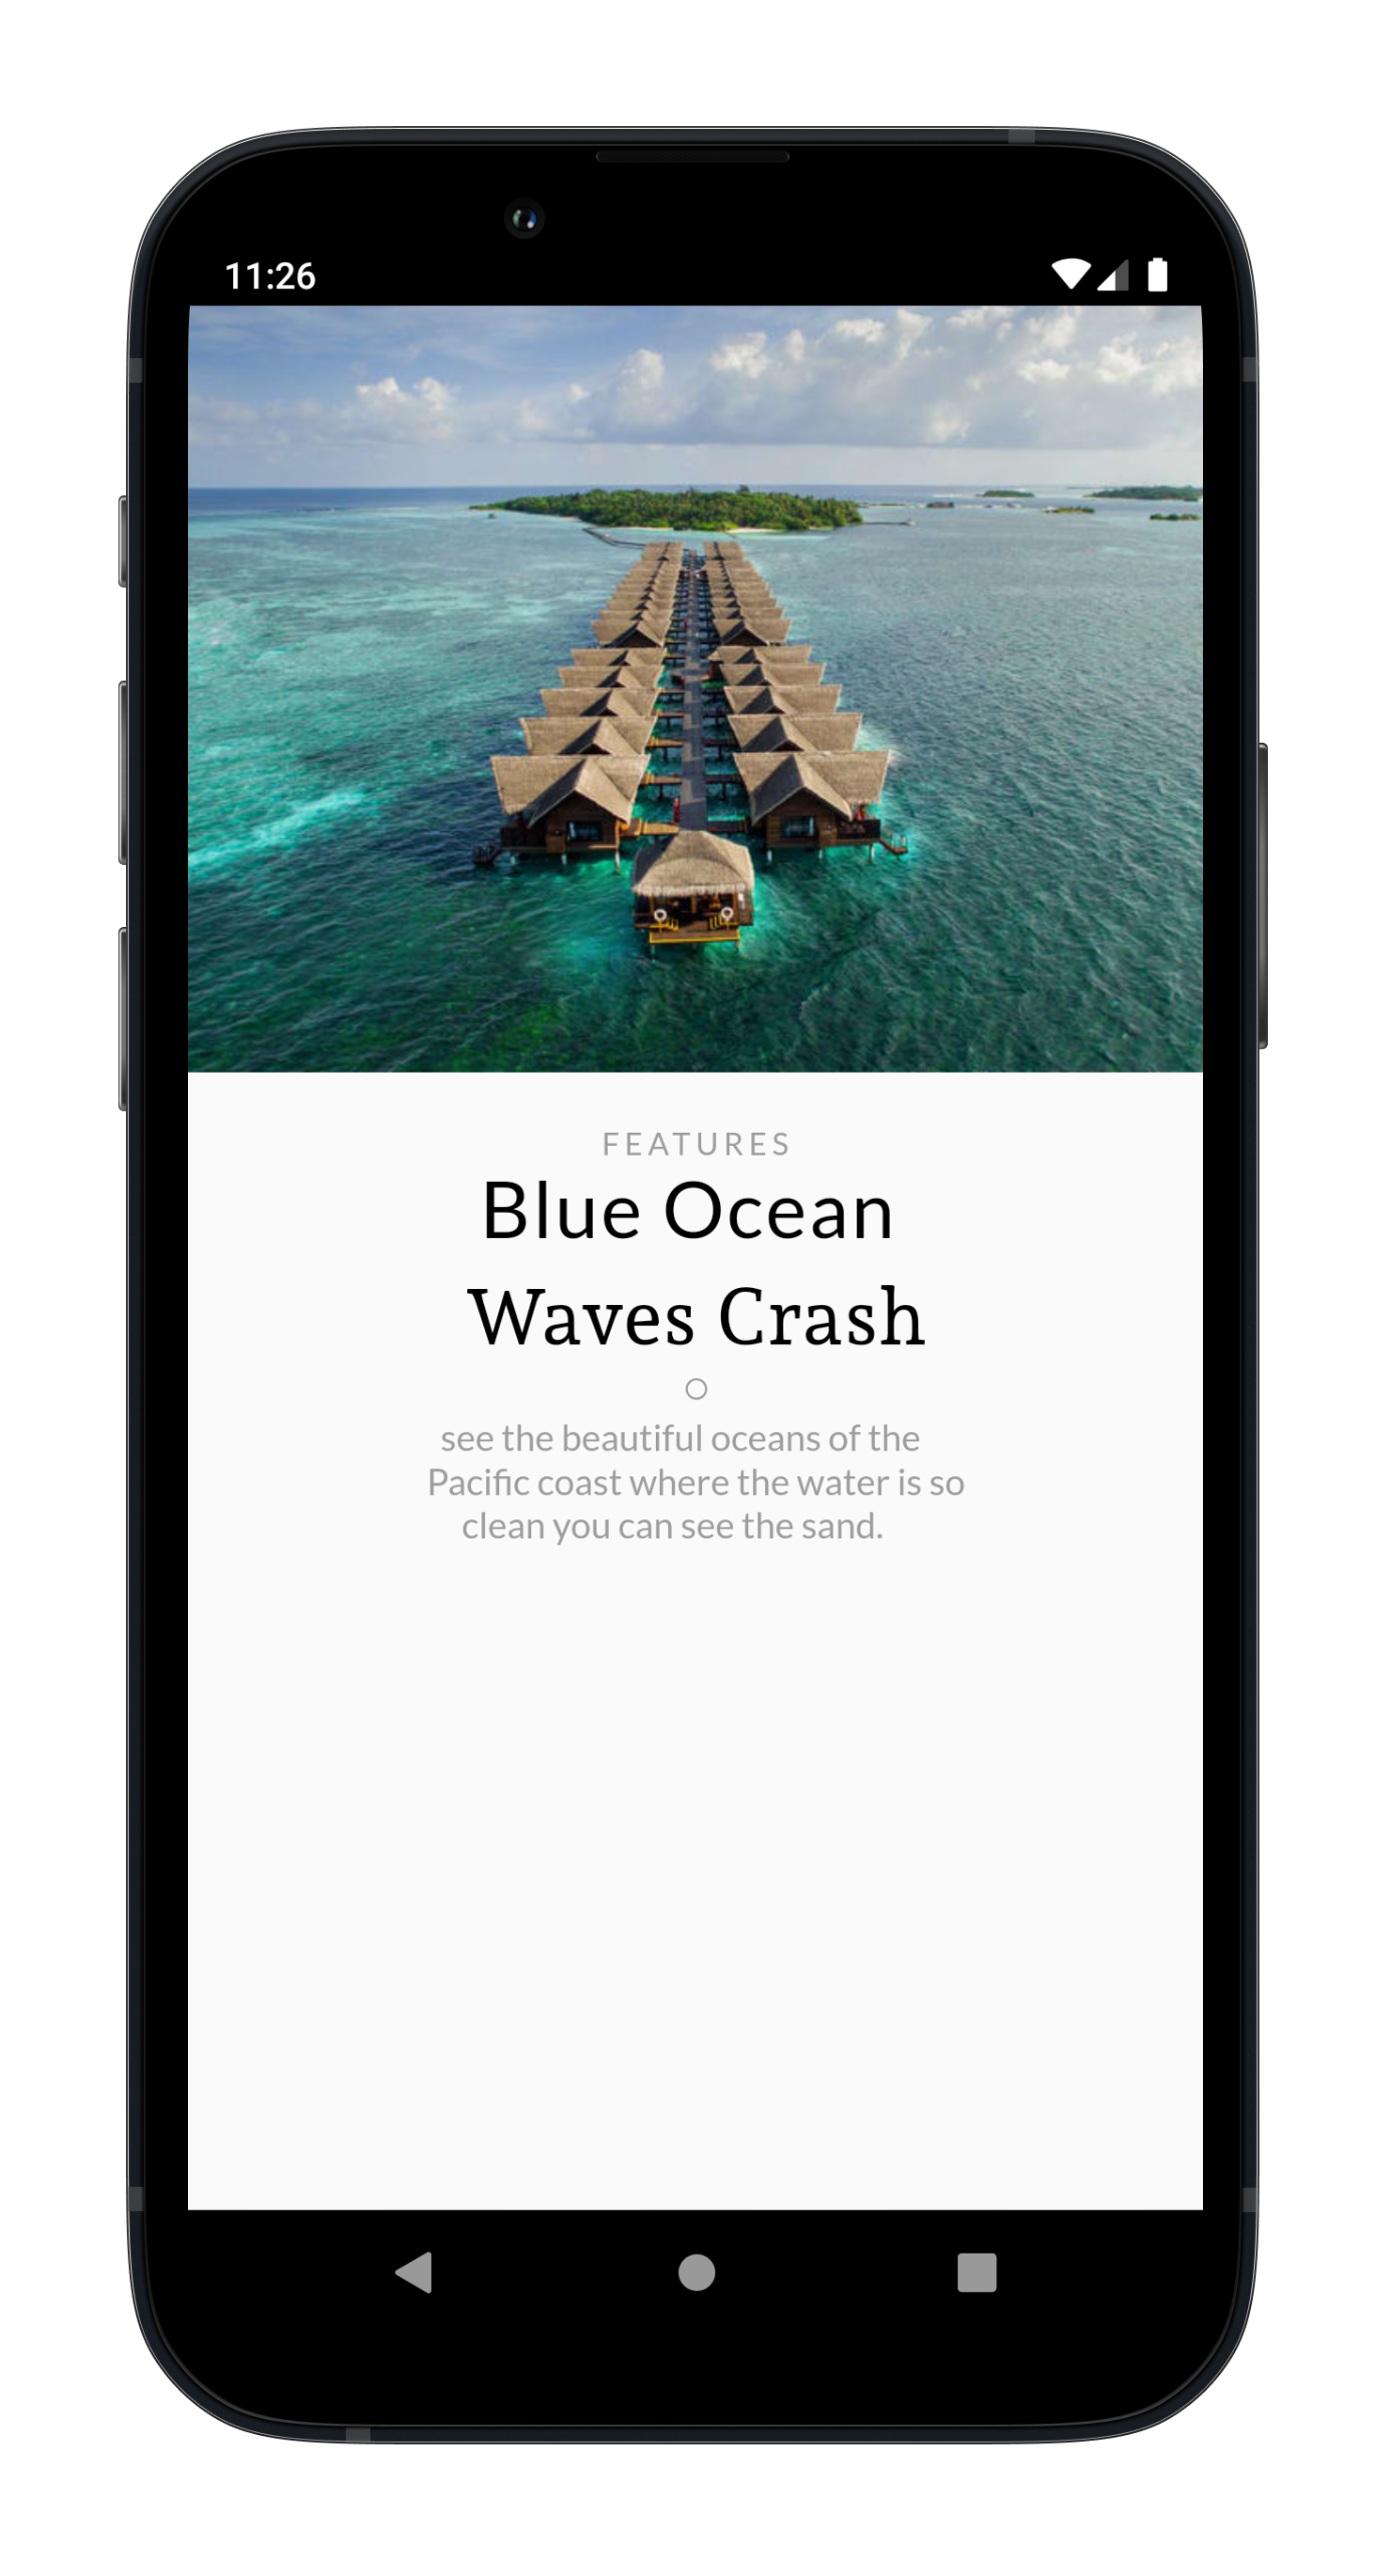 11:26
FEATURES
Blue Ocean
Waves Crash
see the beautiful oceans of the
Pacific coast where the water is so
clean you can see the sand.